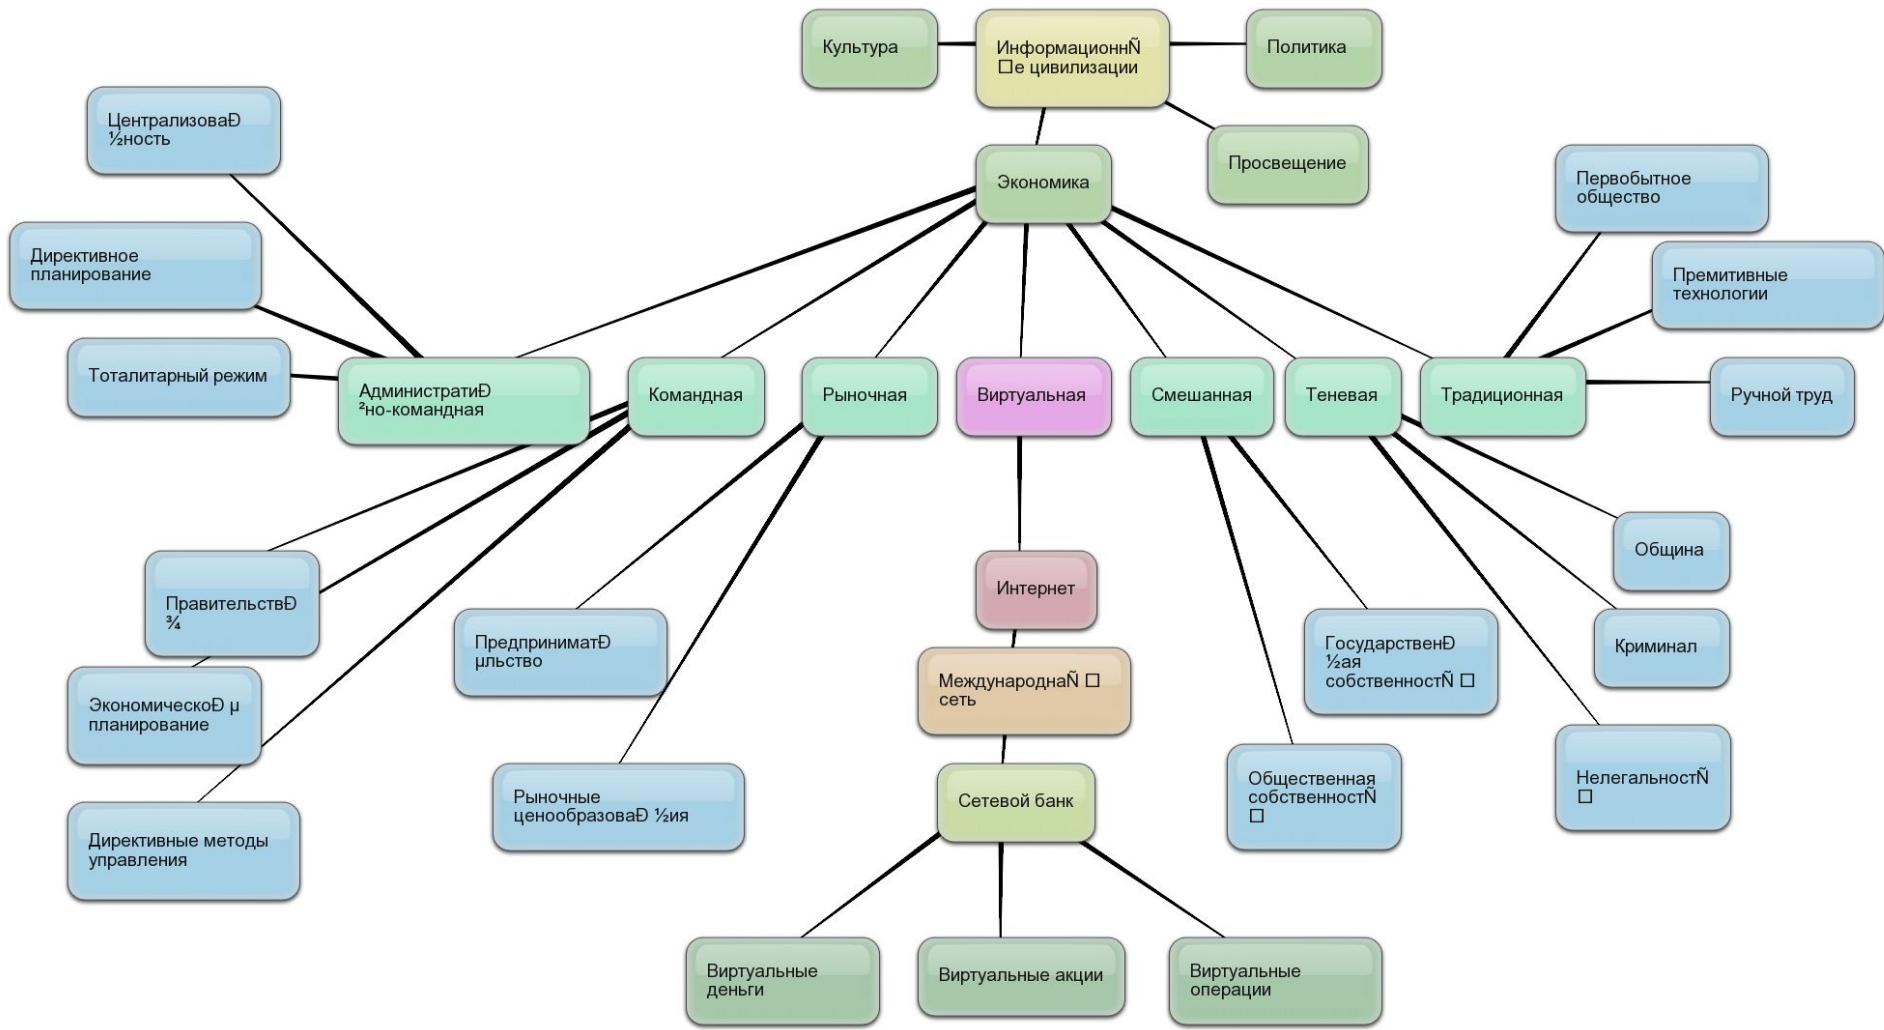 Культура
ИнформационнÑ
□е цивилизации
Политика
ЦентрализоваÐ
½ность
Просвещение
Экономика
Первобытное
общество
Директивное
планирование
Премитивные
технологии
Тоталитарный режим
АдминистратиÐ
²но-командная
Командная
Рыночная
Виртуальная
Смешанная
Теневая
Традиционная
Ручной труд
Община
ПравительствÐ
¾
Интернет
ПредпринимατÐ
µльство
ГосударственÐ
½ая
собственностÑ □
Криминал
МеждународнаÑ □
сеть
ЭкономическоÐ µ
планирование
Общественная
собственностÑ
□
НелегальностÑ
□
Сетевой банк
Рыночные
ценообразоваÐ ½ия
Директивные методы
управления
Виртуальные
деньги
Виртуальные акции
Виртуальные
операции